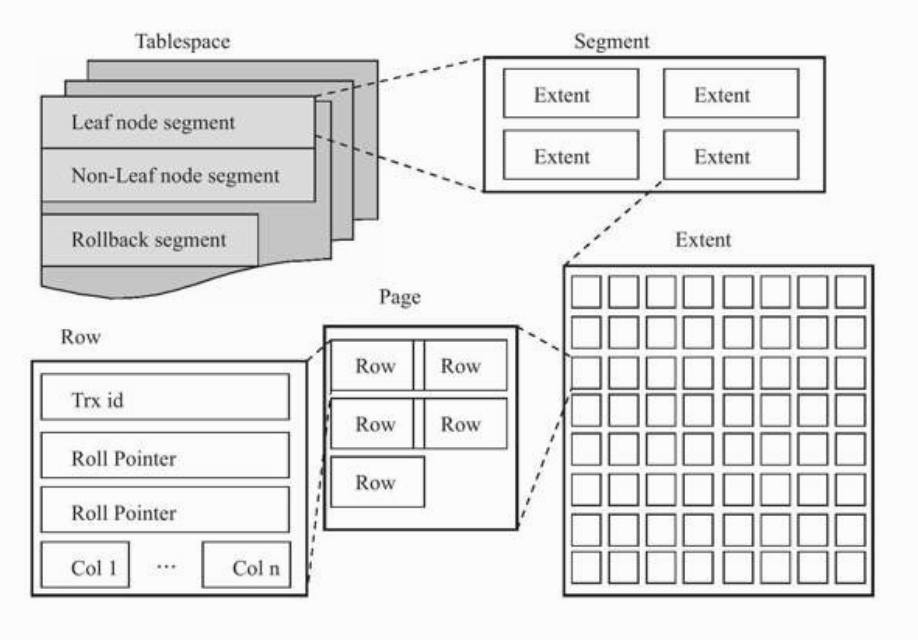 Tablespace
Leaf node segment
Non-Leaf node segment
Rollback segment
Segment
Extent Extent
Extent Extent
Extent
Page
Row Row
Row Row
Row
Row
Trx id
Roll Pointer
Roll Pointer
Col 1 ... Col n